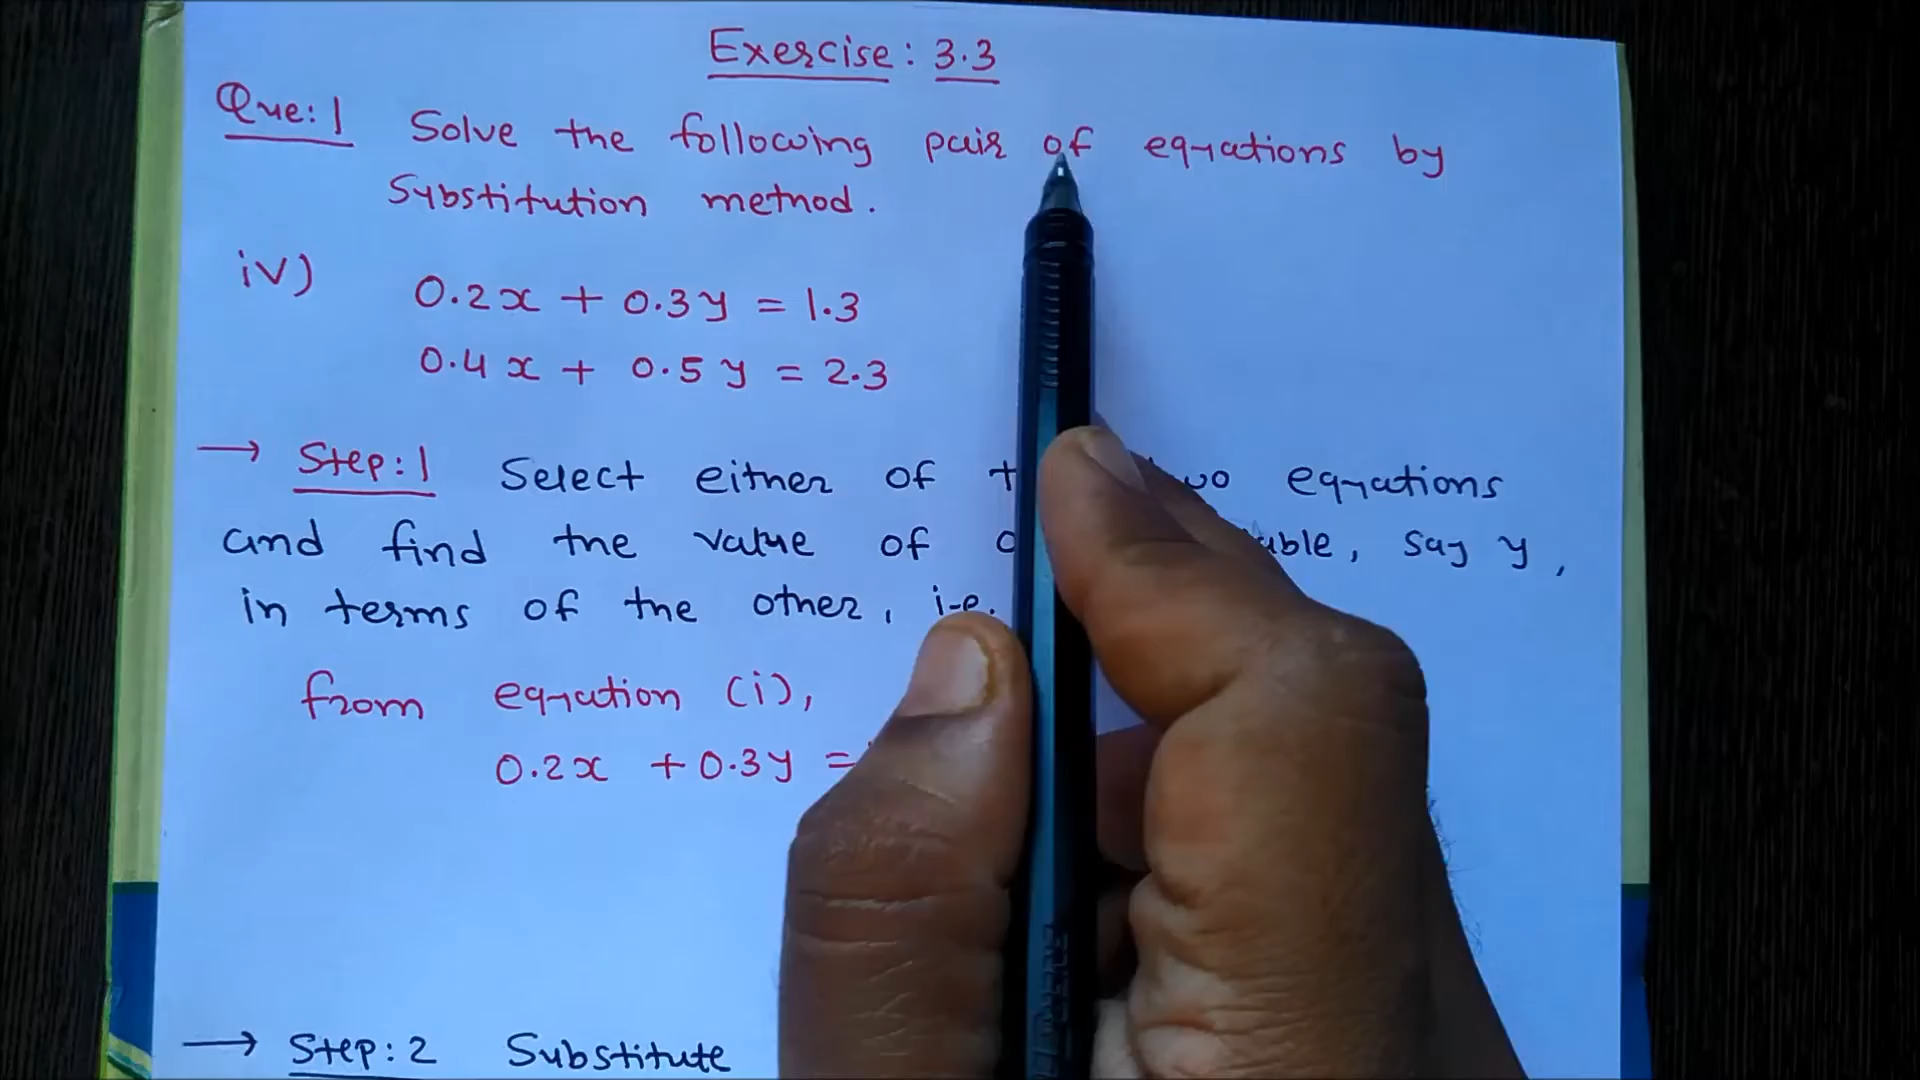 Exercise: 3.3
Que: 1 Solve the following pair of equations by
Substitution method.
iv) 0.2x + 0.3y = 1.3
0.4x + 0.5y = 2.3
→ Step: 1 Select either of two equations
and find the value of say y,
in terms of the other, i.e.
from equation (i),
0.2x + 0.3y =
→ Step: 2 Substitute